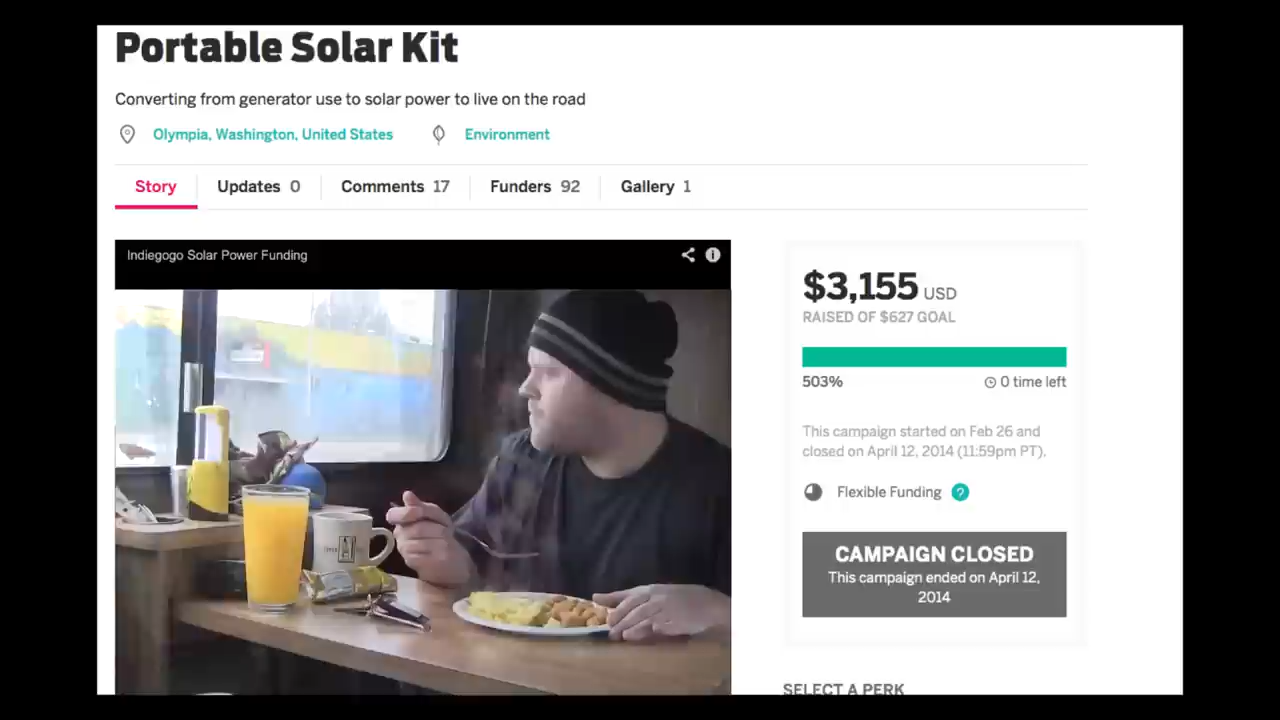 Portable Solar Kit
Converting from generator use to solar power to live on the road
Olympia, Washington, United States
Environment
Story
Updates 0
Comments 17
Funders 92
Gallery 1
Indiegogo Solar Power Funding
$3,155 USD
RAISED OF $627 GOAL
503%
0 time left
This campaign started on Feb 26 and
closed on April 12, 2014 (11:59pm PT).
Flexible Funding ?
CAMPAIGN CLOSED
This campaign ended on April 12,
2014
SELECT A PERK